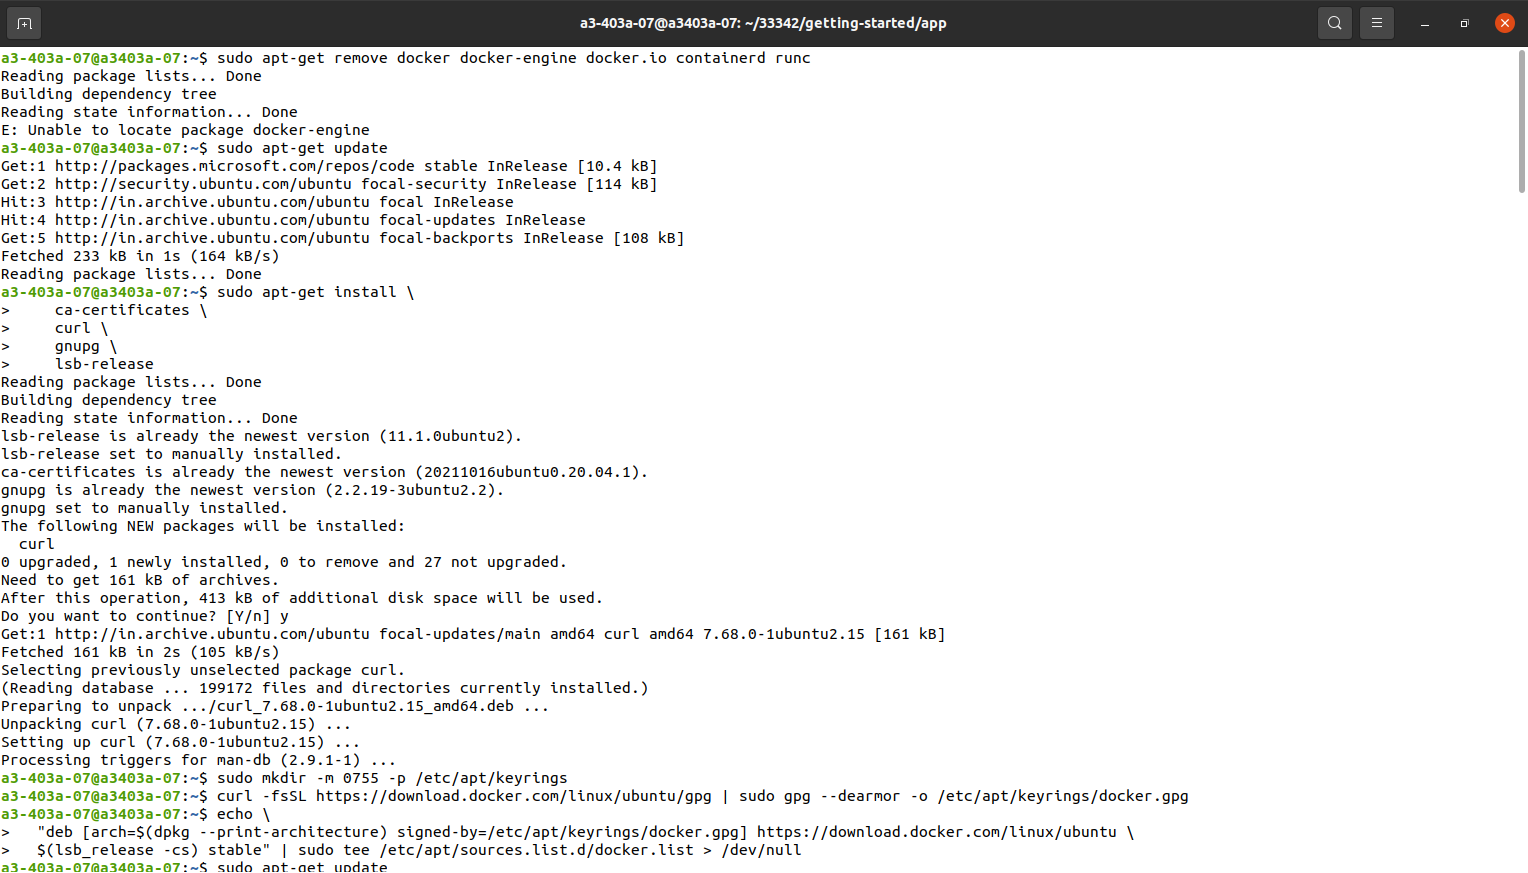 a3-403a-07@a3403a-07: ~/33342/getting-started/app
a3-403a-07@a3403a-07:~$ sudo apt-get remove docker docker-engine docker.io containerd runc
Reading package lists... Done
Building dependency tree
Reading state information... Done
E: Unable to locate package docker-engine
a3-403a-07@a3403a-07:~$ sudo apt-get update
Get:1 http://packages.microsoft.com/repos/code stable InRelease [10.4 kB]
Get:2 http://security.ubuntu.com/ubuntu focal-security InRelease [114 kB]
Hit:3 http://in.archive.ubuntu.com/ubuntu focal InRelease
Hit:4 http://in.archive.ubuntu.com/ubuntu focal-updates InRelease
Get:5 http://in.archive.ubuntu.com/ubuntu focal-backports InRelease [108 kB]
Fetched 233 kB in 1s (164 kB/s)
Reading package lists... Done
a3-403a-07@a3403a-07:~$ sudo apt-get install \
>     ca-certificates \
>     curl \
>     gnupg \
>     lsb-release
Reading package lists... Done
Building dependency tree
Reading state information... Done
lsb-release is already the newest version (11.1.0ubuntu2).
lsb-release set to manually installed.
ca-certificates is already the newest version (20211016ubuntu0.20.04.1).
gnupg is already the newest version (2.2.19-3ubuntu2.2).
gnupg set to manually installed.
The following NEW packages will be installed:
  curl
0 upgraded, 1 newly installed, 0 to remove and 27 not upgraded.
Need to get 161 kB of archives.
After this operation, 413 kB of additional disk space will be used.
Do you want to continue? [Y/n] y
Get:1 http://in.archive.ubuntu.com/ubuntu focal-updates/main amd64 curl amd64 7.68.0-1ubuntu2.15 [161 kB]
Fetched 161 kB in 2s (105 kB/s)
Selecting previously unselected package curl.
(Reading database ... 199172 files and directories currently installed.)
Preparing to unpack .../curl_7.68.0-1ubuntu2.15_amd64.deb ...
Unpacking curl (7.68.0-1ubuntu2.15) ...
Setting up curl (7.68.0-1ubuntu2.15) ...
Processing triggers for man-db (2.9.1-1) ...
a3-403a-07@a3403a-07:~$ sudo mkdir -m 0755 -p /etc/apt/keyrings
a3-403a-07@a3403a-07:~$ curl -fsSL https://download.docker.com/linux/ubuntu/gpg | sudo gpg --dearmor -o /etc/apt/keyrings/docker.gpg
a3-403a-07@a3403a-07:~$ echo \
>   "deb [arch=$(dpkg --print-architecture) signed-by=/etc/apt/keyrings/docker.gpg] https://download.docker.com/linux/ubuntu \
>   $(lsb_release -cs) stable" | sudo tee /etc/apt/sources.list.d/docker.list > /dev/null
a3-403a-07@a3403a-07:~$ sudo apt-get update